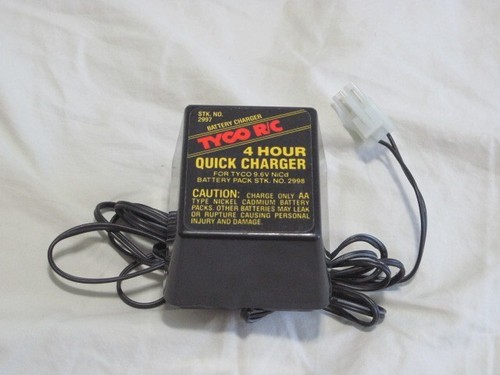 STK. NO.
2997
BATTERY CHARGER
TYCO R/C
4 HOUR
QUICK CHARGER
FOR TYCO 9.6V NiCd
BATTERY PACK STK. NO. 2998
CAUTION: CHARGE ONLY AA
TYPE NICKEL CADMIUM BATTERY
PACKS. OTHER BATTERIES MAY LEAK
OR RUPTURE CAUSING PERSONAL
INJURY AND DAMAGE.